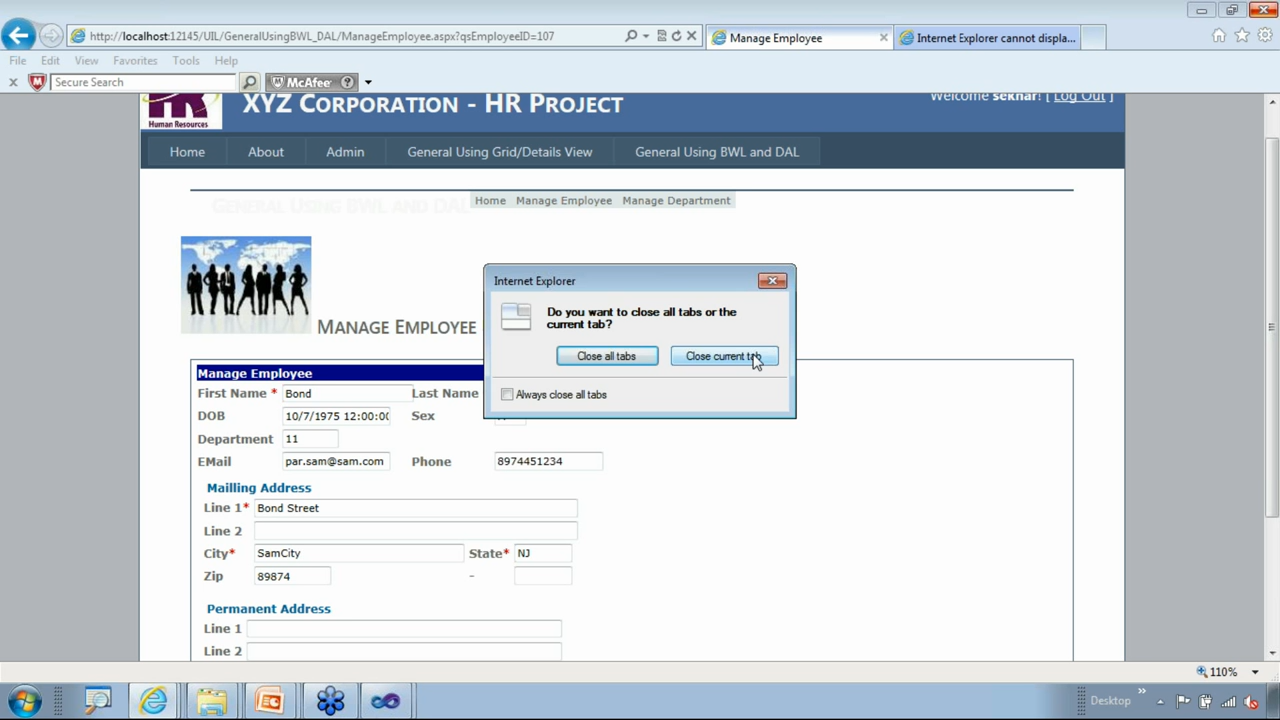 http://localhost:12145/UIL/GeneralUsingBWL_DAL/ManageEmployee.aspx?qsEmployeeID=107
Manage Employee
Internet Explorer cannot displa...
File Edit View Favorites Tools Help
Secure Search
McAfee
XYZ Corporation - HR Project
Welcome sekhar! [ Log Out ]
HR
Human Resources
Home About Admin General Using Grid/Details View General Using BWL and DAL
General Using BWL and DAL
Home Manage Employee Manage Department
Manage Employee
Internet Explorer
Do you want to close all tabs or the
current tab?
Close all tabs Close current tab
Always close all tabs
Manage Employee
First Name * Bond Last Name
DOB 10/7/1975 12:00:00 Sex
Department 11
EMail par.sam@sam.com Phone 8974451234
Mailling Address
Line 1* Bond Street
Line 2
City* SamCity State* NJ
Zip 89874 -
Permanent Address
Line 1
Line 2
110%
Desktop